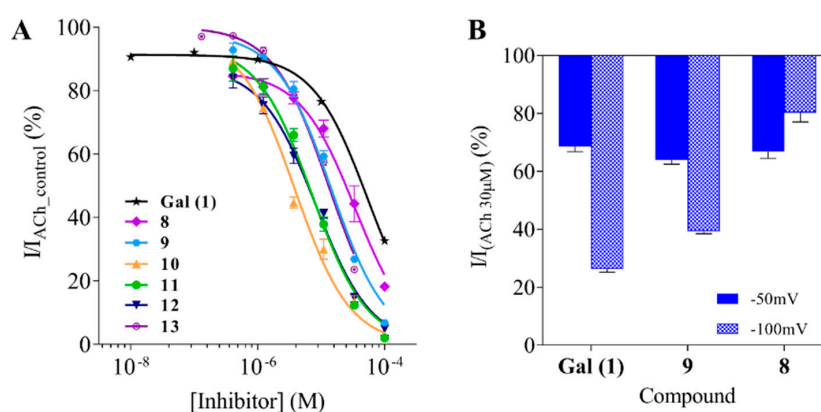 A
I/I_ACh_control (%)
100
80
60
40
20
0
Gal (1)
8
9
10
11
12
13
10⁻⁸
10⁻⁶
10⁻⁴
[Inhibitor] (M)
B
I/I_(ACh 30μM) (%)
100
80
60
40
20
0
-50mV
-100mV
Gal (1)
9
8
Compound